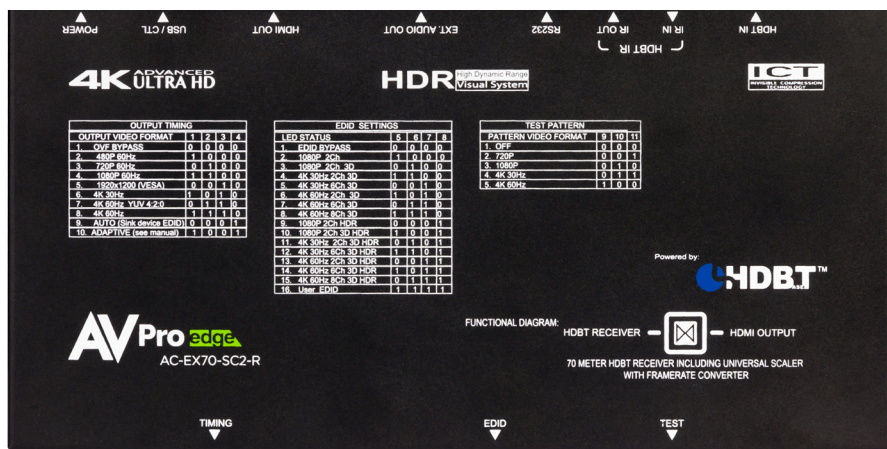 POWER USB / CTL HDMI OUT EXT. AUDIO OUT RS232 IR OUT IR IN HDBT IN
HDBT IR
4K ADVANCED ULTRA HD
HDR High Dynamic Range Visual System
ICT
INVISIBLE COMPRESSION TECHNOLOGY
OUTPUT TIMING
OUTPUT VIDEO FORMAT 1 2 3 4
1. OVF BYPASS 0 0 0 0
2. 480P 60Hz 1 0 0 0
3. 720P 60Hz 0 1 0 0
4. 1080P 60Hz 1 1 0 0
5. 1920x1200 (VESA) 0 0 1 0
6. 4K 30Hz 1 0 1 0
7. 4K 60Hz YUV 4:2:0 0 1 1 0
8. 4K 60Hz 1 1 1 0
9. AUTO (Sink device EDID) 0 0 0 1
10. ADAPTIVE (see manual) 1 0 0 1
EDID SETTINGS
LED STATUS 5 6 7 8
1. EDID BYPASS 0 0 0 0
2. 1080P 2Ch 1 0 0 0
3. 1080P 2Ch 3D 0 1 0 0
4. 4K 30Hz 2Ch 3D 1 1 0 0
5. 4K 30Hz 6Ch 3D 0 0 1 0
6. 4K 60Hz 2Ch 3D 1 0 1 0
7. 4K 60Hz 6Ch 3D 0 1 1 0
8. 4K 60Hz 8Ch 3D 1 1 1 0
9. 1080P 2Ch HDR 0 0 0 1
10. 1080P 2Ch 3D HDR 1 0 0 1
11. 4K 30Hz 2Ch 3D HDR 0 1 0 1
12. 4K 30Hz 6Ch 3D HDR 1 1 0 1
13. 4K 60Hz 2Ch 3D HDR 0 0 1 1
14. 4K 60Hz 6Ch 3D HDR 1 0 1 1
15. 4K 60Hz 8Ch 3D HDR 0 1 1 1
16. User EDID 1 1 1 1
TEST PATTERN
PATTERN VIDEO FORMAT 9 10 11
1. OFF 0 0 0
2. 720P 0 0 1
3. 1080P 0 1 0
4. 4K 30Hz 0 1 1
5. 4K 60Hz 1 0 0
Powered by:
HDBT™
AVPro edge
AC-EX70-SC2-R
FUNCTIONAL DIAGRAM:
HDBT RECEIVER HDMI OUTPUT
70 METER HDBT RECEIVER INCLUDING UNIVERSAL SCALER
WITH FRAMERATE CONVERTER
TIMING EDID TEST